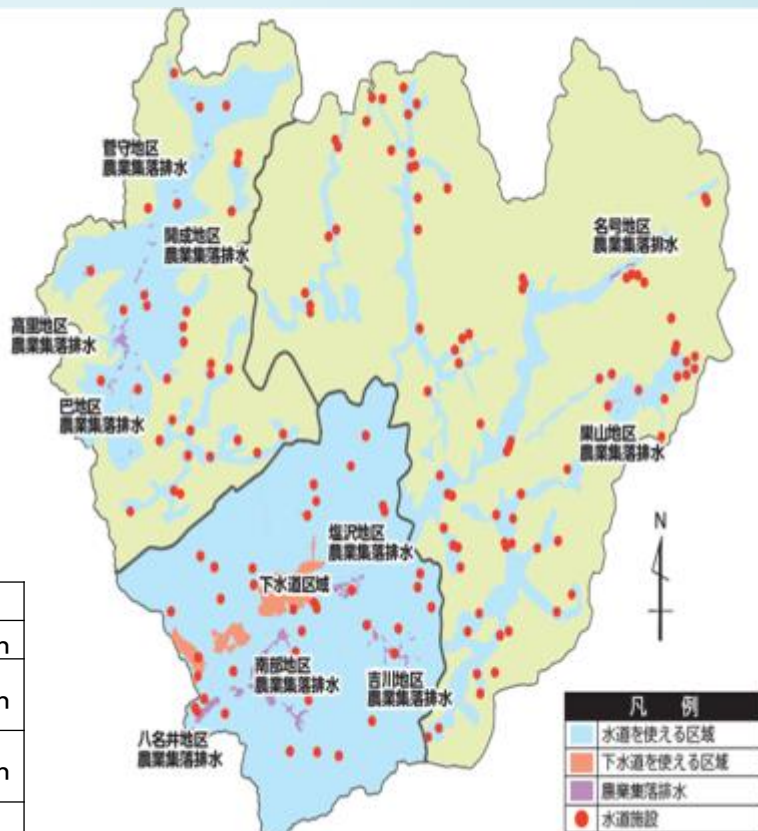 菅守地区
農業集落排水
開成地区
農業集落排水
名号地区
農業集落排水
高里地区
農業集落排水
巴地区
農業集落排水
巣山地区
農業集落排水
N
塩沢地区
農業集落排水
下水道区域
南部地区
農業集落排水
吉川地区
農業集落排水
八名井地区
農業集落排水
n
n
n
凡 例
水道を使える区域
下水道を使える区域
農業集落排水
水道施設